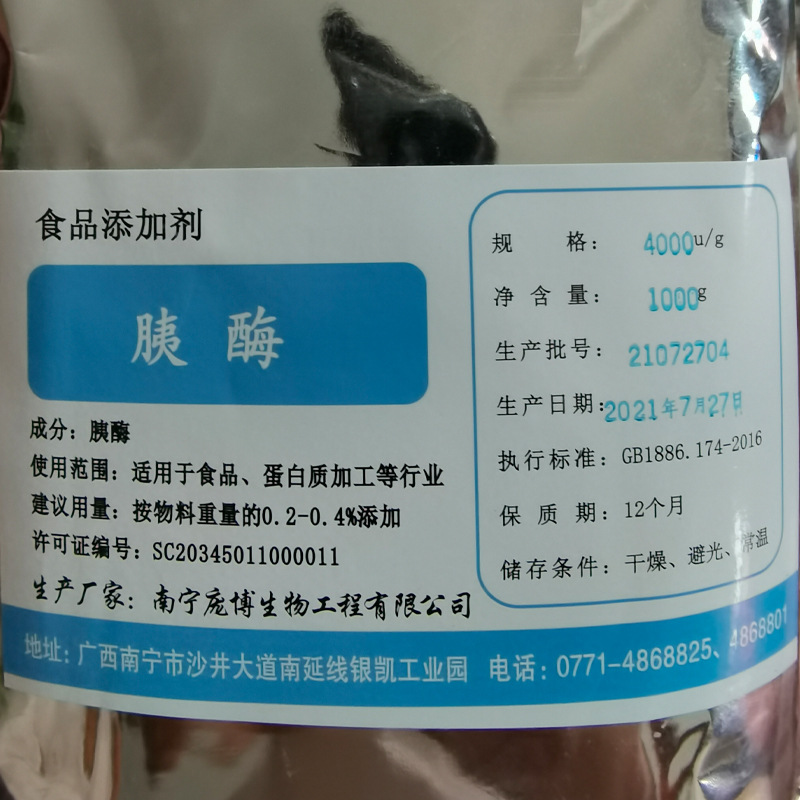 食品添加剂
胰酶
成分：胰酶
使用范围：适用于食品、蛋白质加工等行业
建议用量：按物料重量的0.2-0.4%添加
许可证编号：SC20345011000011
生产厂家：南宁庞博生物工程有限公司
规格：4000u/g
净含量：1000g
生产批号：21072704
生产日期：2021年7月27日
执行标准：GB1886.174-2016
保质期：12个月
储存条件：干燥、避光、常温
地址：广西南宁市沙井大道南延线银凯工业园 电话：0771-4868825、4868801